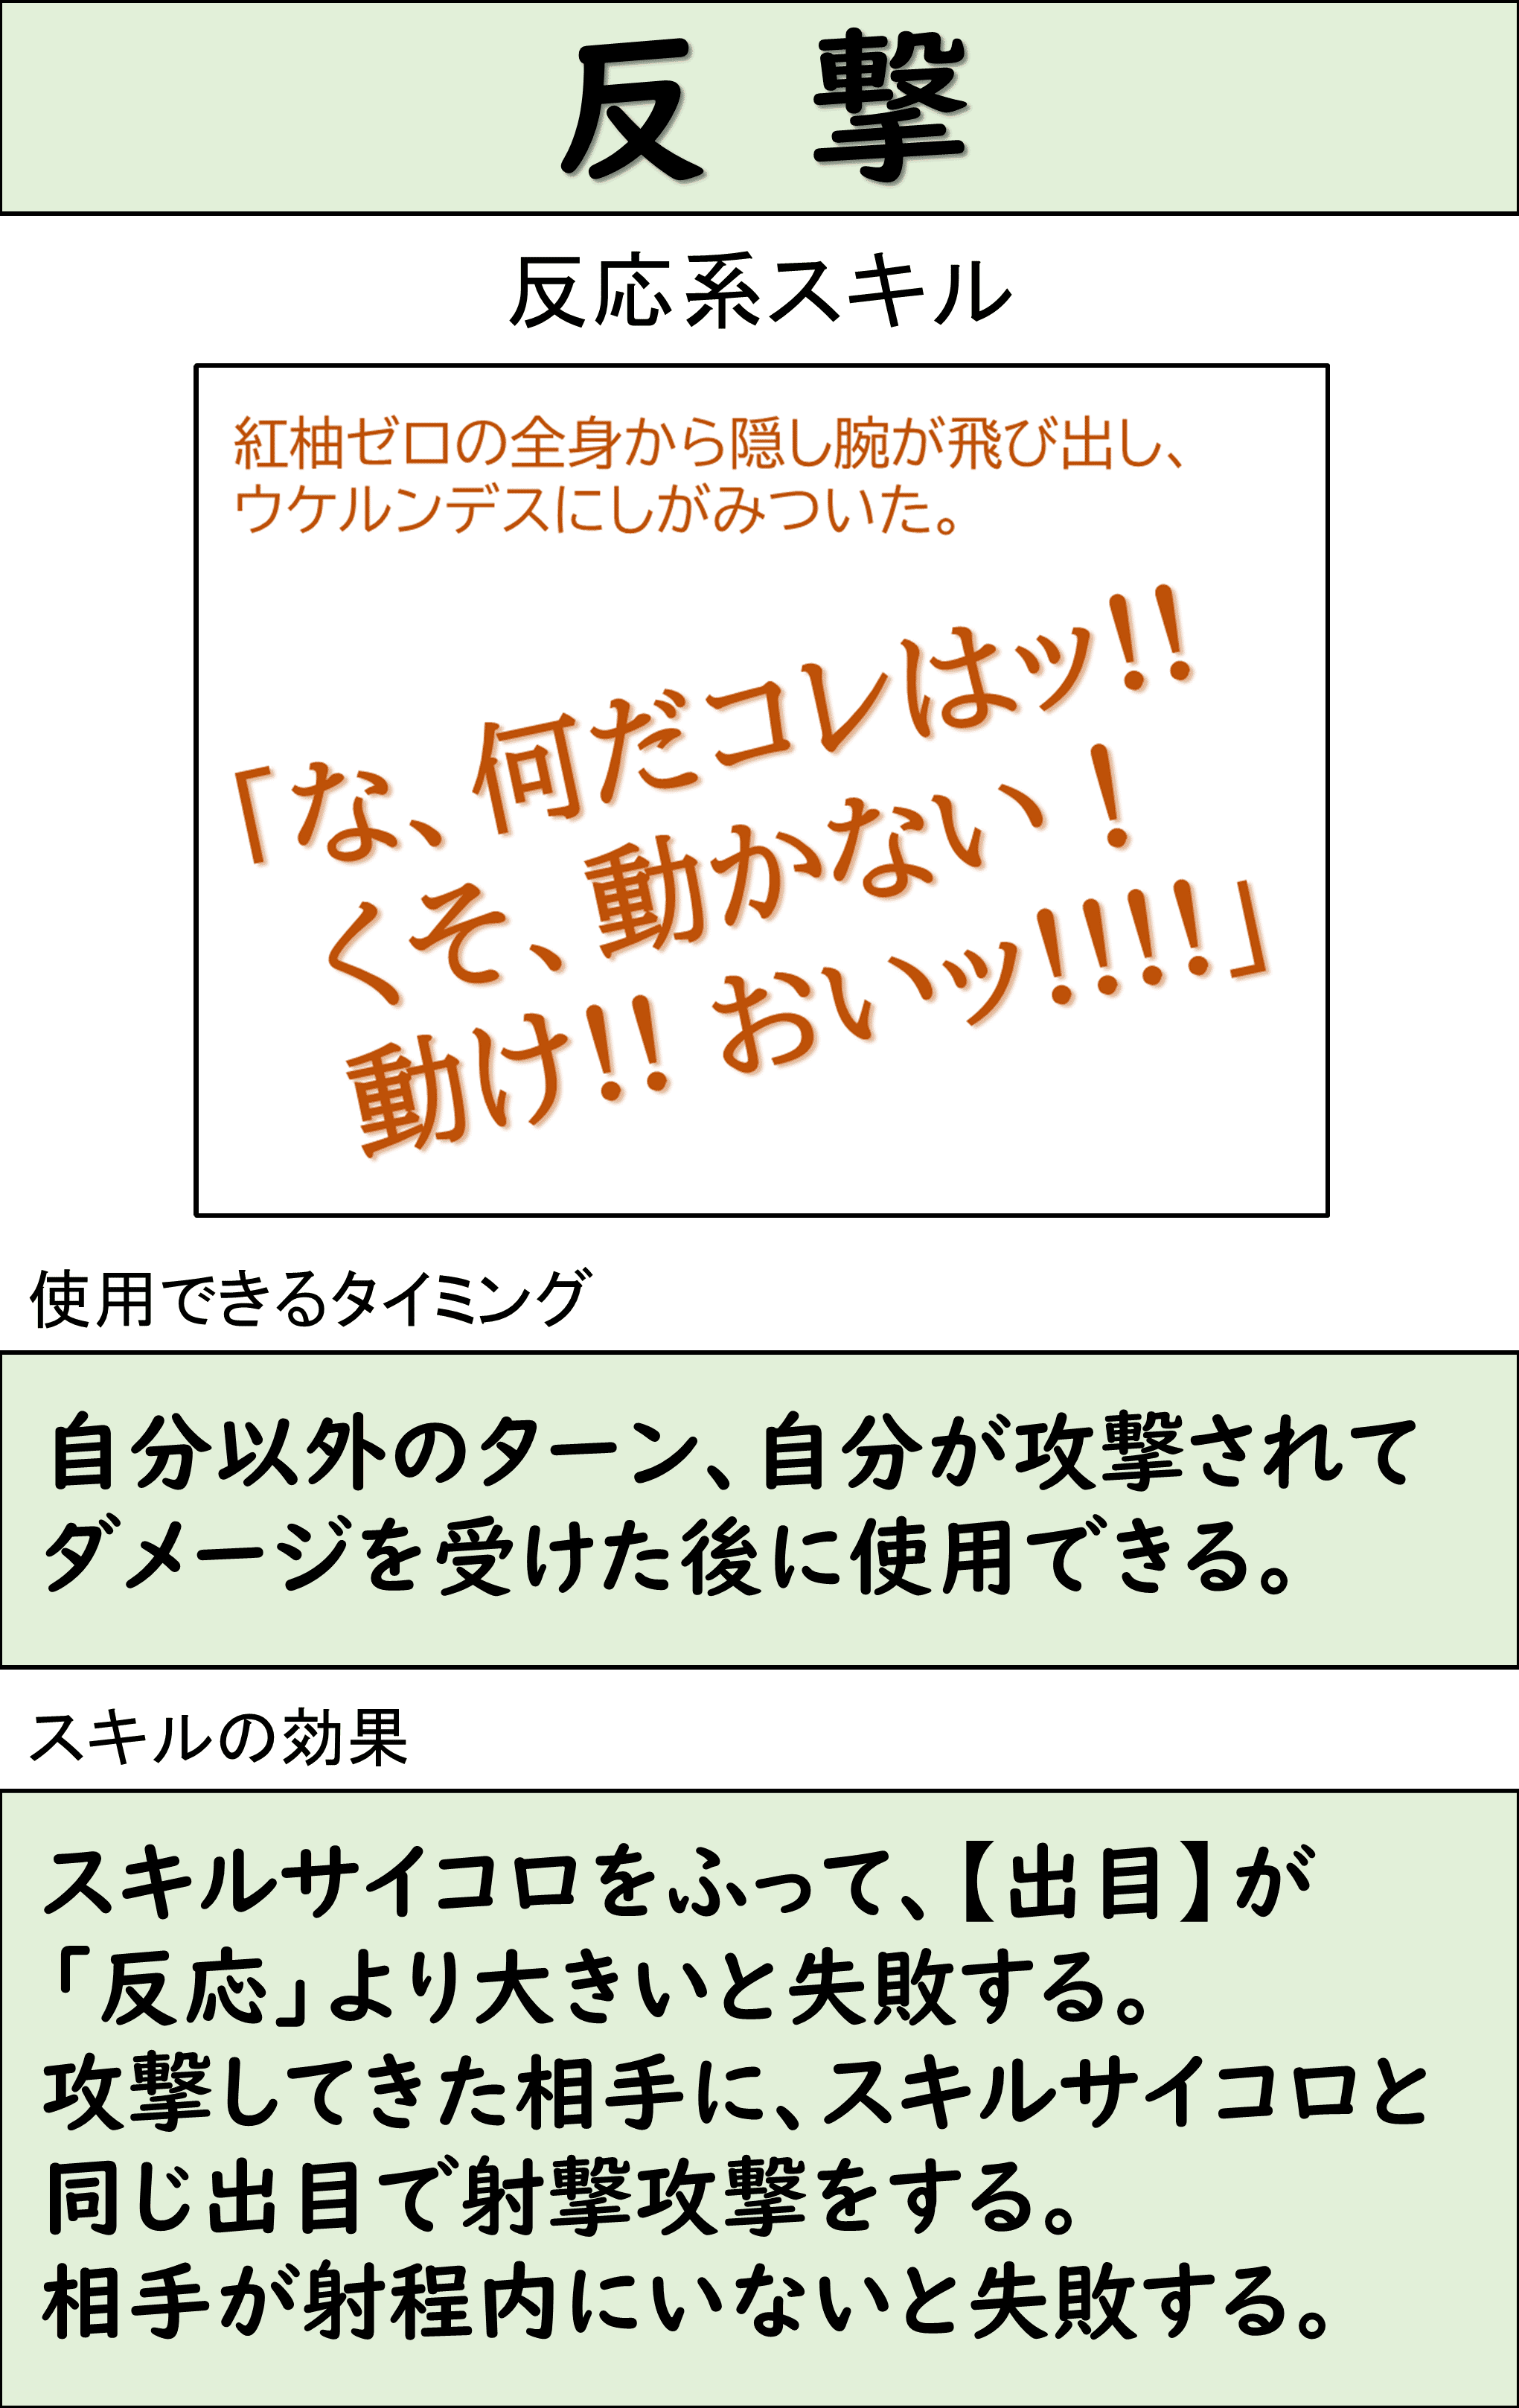 反撃
反応系スキル
紅柚ゼロの全身から隠し腕が飛び出し、
ウケルンデスにしがみついた。
「な、何だコレはッ!!
くそ、動かない！
動け!! おいッ!!!!」
使用できるタイミング
自分以外のターン、自分が攻撃されて
ダメージを受けた後に使用できる。
スキルの効果
スキルサイコロをふって、【出目】が
「反応」より大きいと失敗する。
攻撃してきた相手に、スキルサイコロと
同じ出目で射撃攻撃をする。
相手が射程内にいないと失敗する。